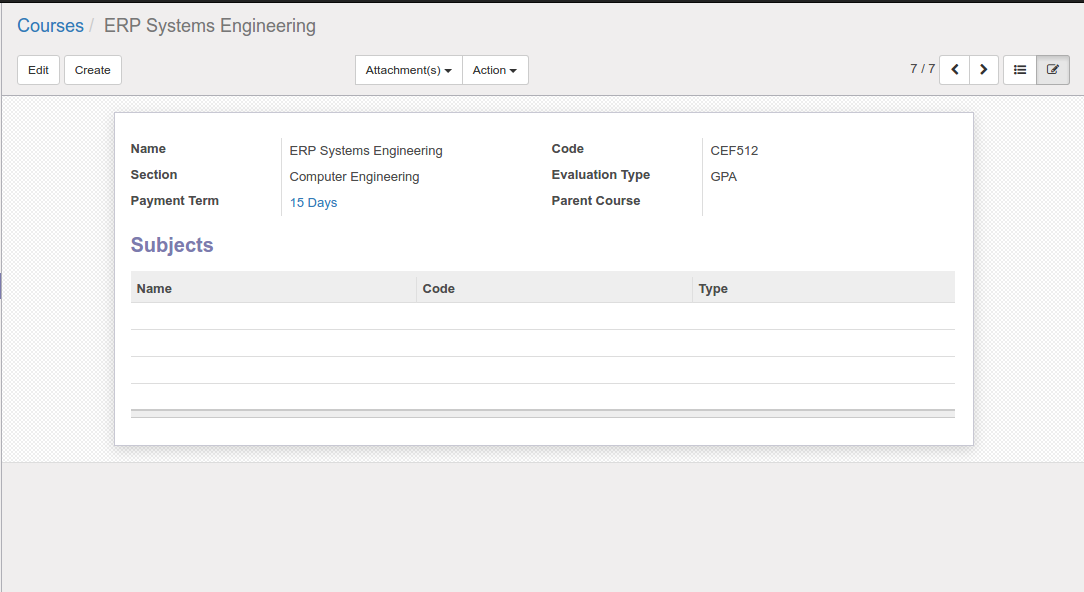 Courses / ERP Systems Engineering
Edit Create Attachment(s) Action 7 / 7
Name ERP Systems Engineering Code CEF512
Section Computer Engineering Evaluation Type GPA
Payment Term 15 Days Parent Course
Subjects
Name Code Type